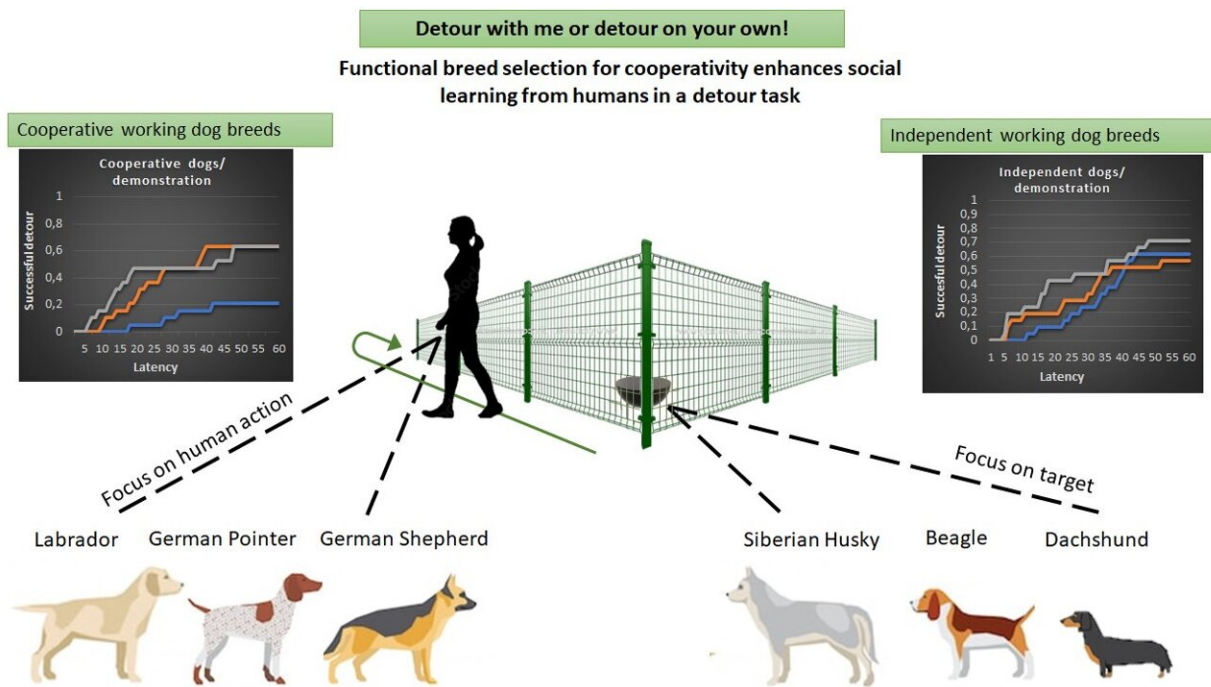 Detour with me or detour on your own!
Functional breed selection for cooperativity enhances social
learning from humans in a detour task
Cooperative working dog breeds
Cooperative dogs/
demonstration
Successful detour
1
0,8
0,6
0,4
0,2
0
5 10 15 20 25 30 35 40 45 50 55 60
Latency
Independent working dog breeds
Independent dogs/
demonstration
Succesful detour
1
0,9
0,8
0,7
0,6
0,5
0,4
0,3
0,2
0,1
0
1 5 10 15 20 25 30 35 40 45 50 55 60
Latency
Focus on human action
Focus on target
Labrador
German Pointer
German Shepherd
Siberian Husky
Beagle
Dachshund